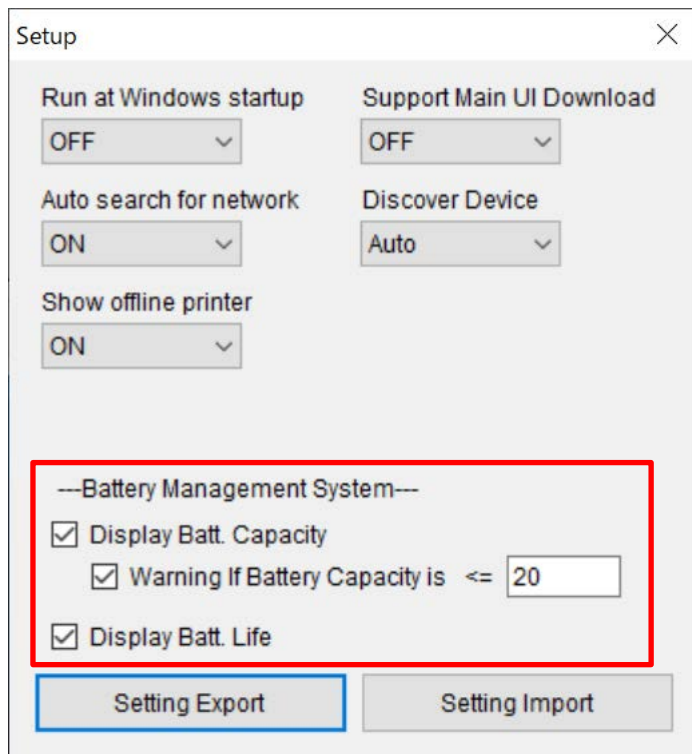 Setup
Run at Windows startup Support Main UI Download
OFF OFF
Auto search for network Discover Device
ON Auto
Show offline printer
ON
---Battery Management System---
Display Batt. Capacity
Warning If Battery Capacity is <= 20
Display Batt. Life
Setting Export Setting Import